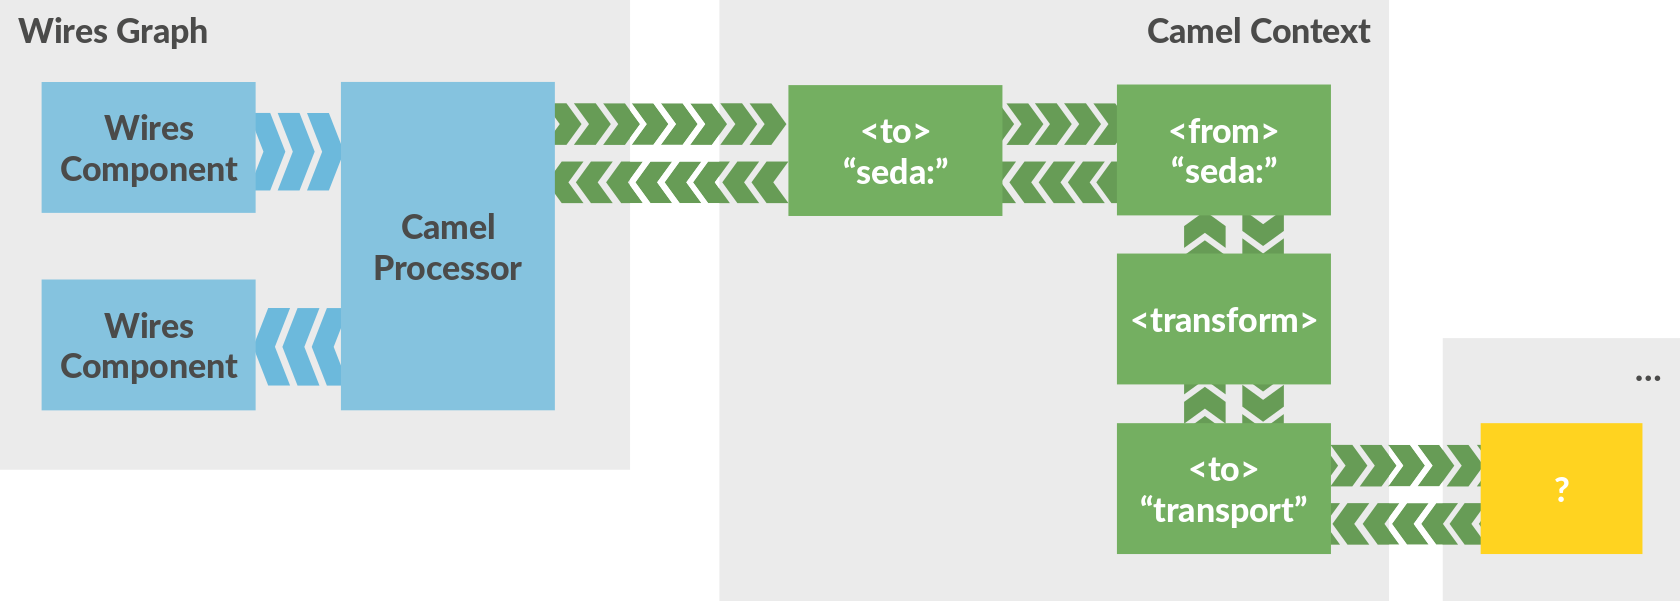 Wires Graph
Wires
Component
Wires
Component
Camel
Processor
Camel Context
<to>
“seda:”
<from>
“seda:”
<transform>
<to>
“transport”
...
?